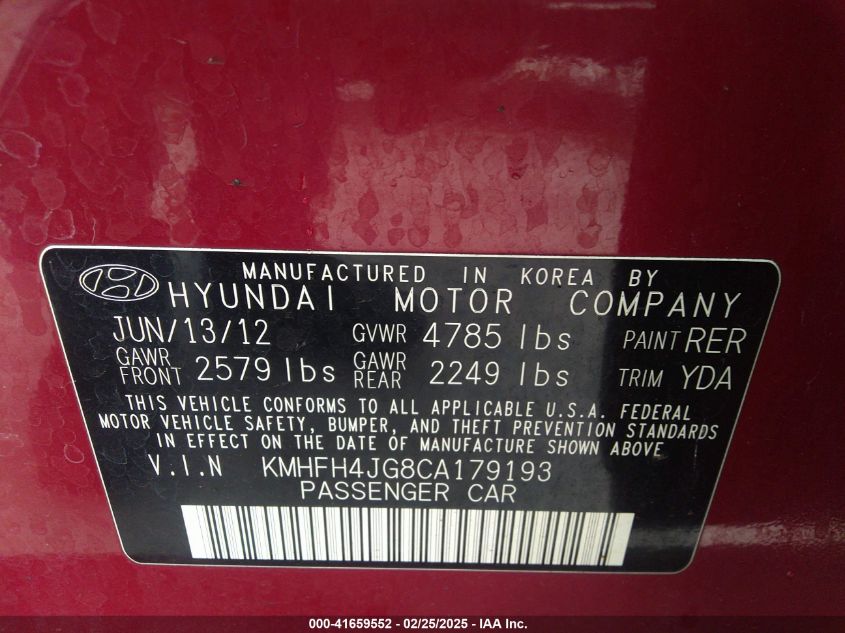 MANUFACTURED IN KOREA BY
HYUNDAI MOTOR COMPANY
JUN/13/12 GVWR 4785 lbs PAINT RER
GAWR FRONT 2579 lbs GAWR REAR 2249 lbs TRIM YDA
THIS VEHICLE CONFORMS TO ALL APPLICABLE U.S.A. FEDERAL
MOTOR VEHICLE SAFETY, BUMPER, AND THEFT PREVENTION STANDARDS
IN EFFECT ON THE DATE OF MANUFACTURE SHOWN ABOVE
V.I.N KMHFH4JG8CA179193
PASSENGER CAR
000-41659552 - 02/25/2025 - IAA Inc.